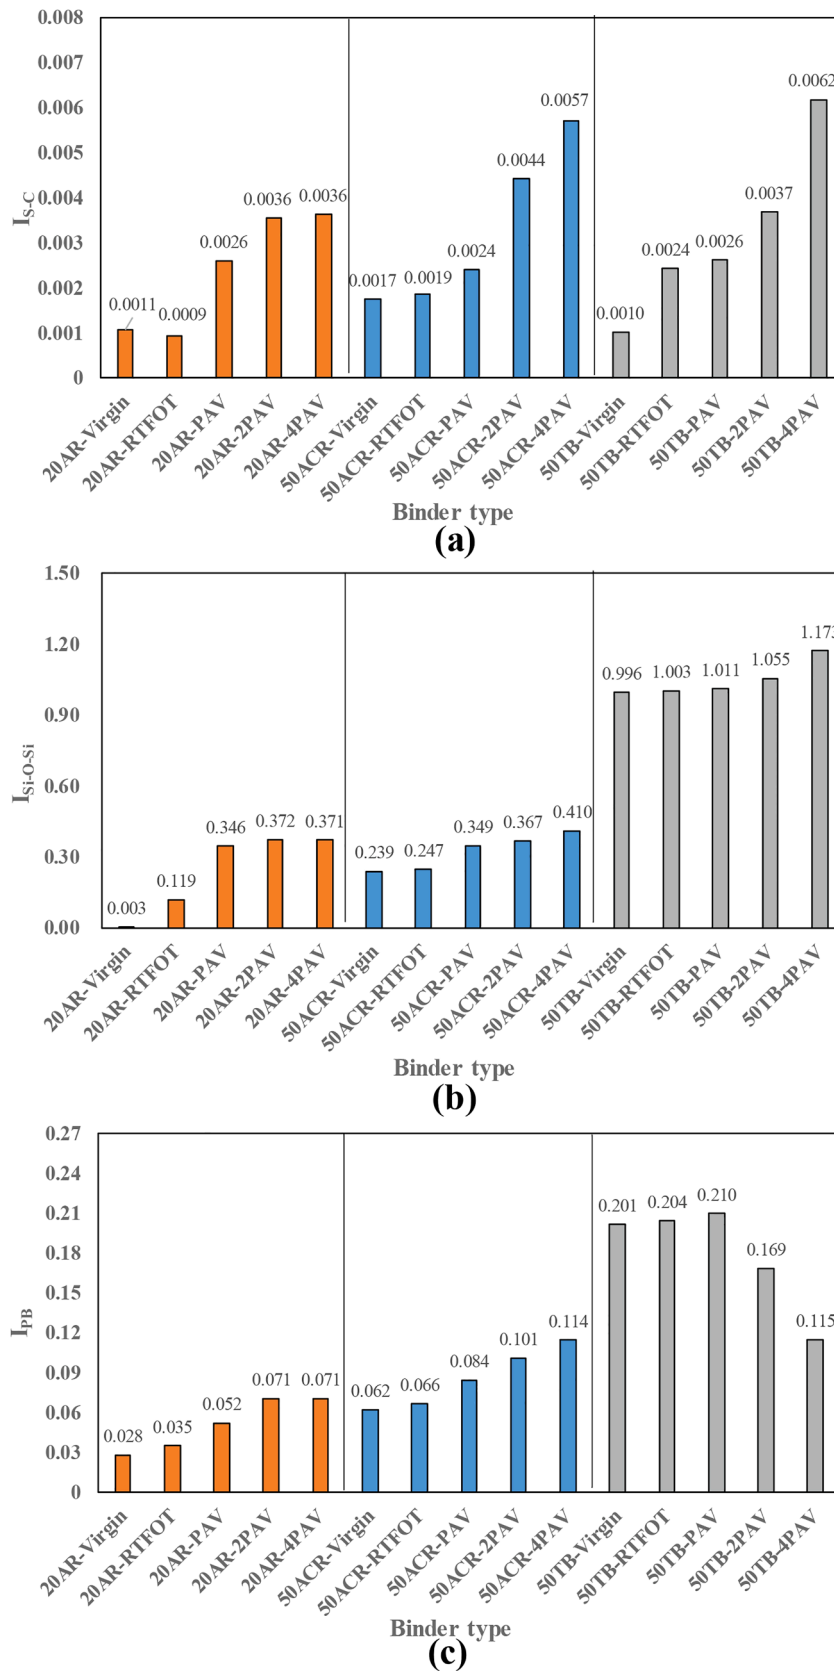 0.008
0.007
0.006
0.005
0.004
0.003
0.002
0.001
0
I_S-C
0.0011
0.0009
0.0026
0.0036
0.0036
0.0017
0.0019
0.0024
0.0044
0.0057
0.0010
0.0024
0.0026
0.0037
0.0062
20AR-Virgin
20AR-RTFOT
20AR-PAV
20AR-2PAV
20AR-4PAV
50ACR-Virgin
50ACR-RTFOT
50ACR-PAV
50ACR-2PAV
50ACR-4PAV
50TB-Virgin
50TB-RTFOT
50TB-PAV
50TB-2PAV
50TB-4PAV
Binder type
(a)
1.50
1.20
0.90
0.60
0.30
0.00
I_Si-O-Si
0.003
0.119
0.346
0.372
0.371
0.239
0.247
0.349
0.367
0.410
0.996
1.003
1.011
1.055
1.173
20AR-Virgin
20AR-RTFOT
20AR-PAV
20AR-2PAV
20AR-4PAV
50ACR-Virgin
50ACR-RTFOT
50ACR-PAV
50ACR-2PAV
50ACR-4PAV
50TB-Virgin
50TB-RTFOT
50TB-PAV
50TB-2PAV
50TB-4PAV
Binder type
(b)
0.27
0.24
0.21
0.18
0.15
0.12
0.09
0.06
0.03
0
I_PB
0.028
0.035
0.052
0.071
0.071
0.062
0.066
0.084
0.101
0.114
0.201
0.204
0.210
0.169
0.115
20AR-Virgin
20AR-RTFOT
20AR-PAV
20AR-2PAV
20AR-4PAV
50ACR-Virgin
50ACR-RTFOT
50ACR-PAV
50ACR-2PAV
50ACR-4PAV
50TB-Virgin
50TB-RTFOT
50TB-PAV
50TB-2PAV
50TB-4PAV
Binder type
(c)